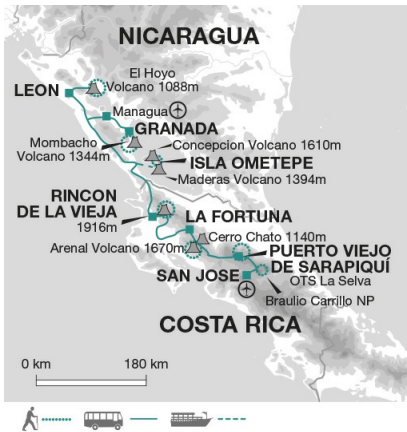 NICARAGUA
El Hoyo
Volcano 1088m
LEON
Managua
GRANADA
Mombacho
Volcano 1344m
Concepcion Volcano 1610m
ISLA OMETEPE
Maderas Volcano 1394m
RINCON
DE LA VIEJA
1916m
LA FORTUNA
Cerro Chato 1140m
Arenal Volcano 1670m
PUERTO VIEJO
DE SARAPIQUÍ
SAN JOSE
OTS La Selva
Braulio Carrillo NP
COSTA RICA
0 km
180 km